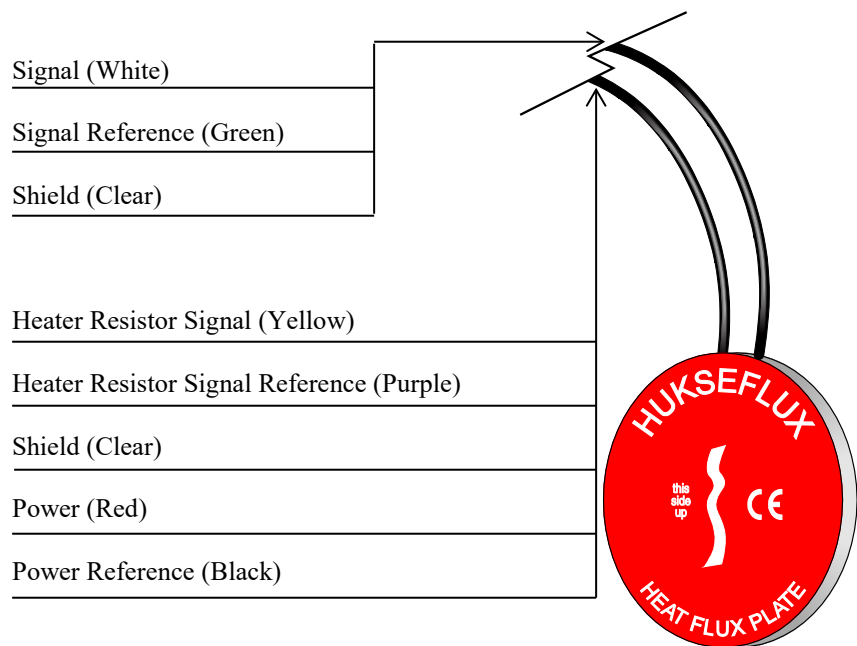 Signal (White)
Signal Reference (Green)
Shield (Clear)
Heater Resistor Signal (Yellow)
Heater Resistor Signal Reference (Purple)
Shield (Clear)
Power (Red)
Power Reference (Black)
HUKSEFLUX
this
side
up
CE
HEAT FLUX PLATE